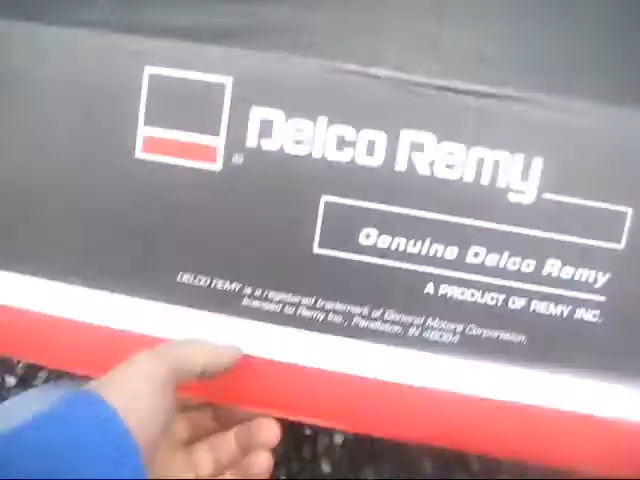 Delco Remy
Genuine Delco Remy
A PRODUCT OF REMY INC.
DELCO REMY is a registered trademark of General Motors Corporation,
licensed to Remy Inc., Pendleton, IN 46064